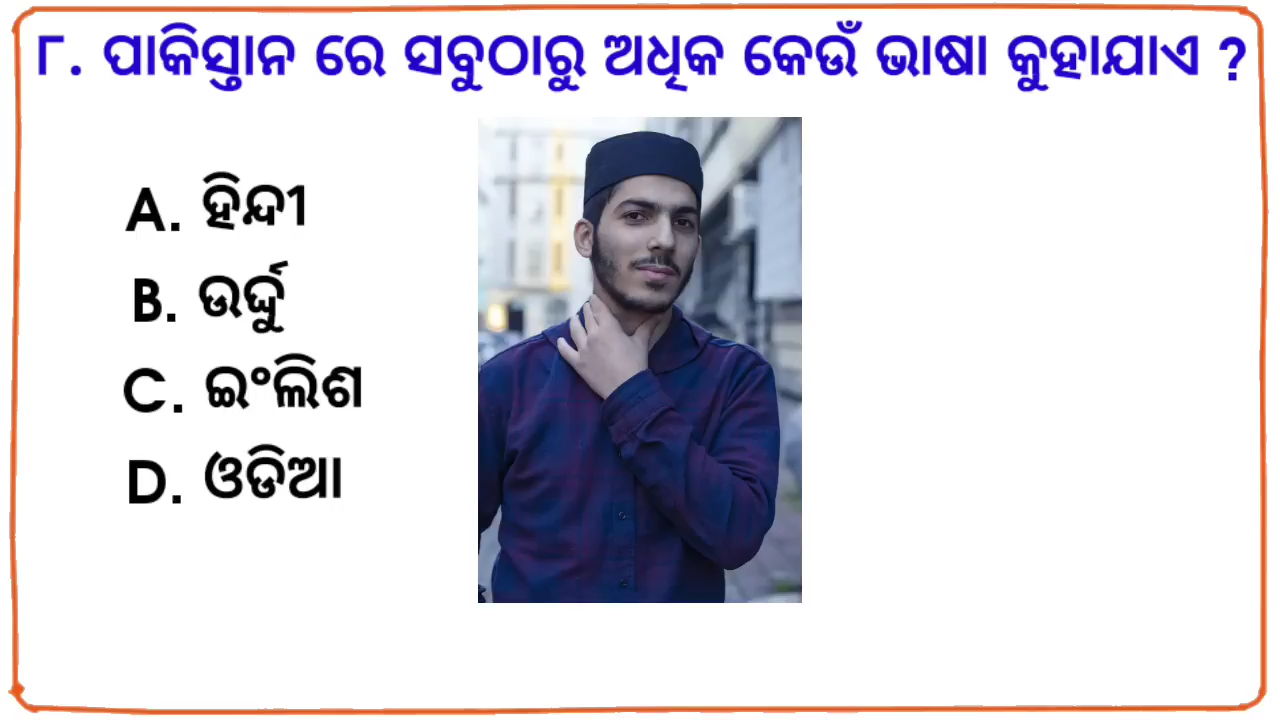 ୮. ପାକିସ୍ତାନ ରେ ସବୁଠାରୁ ଅଧିକ କେଉଁ ଭାଷା କୁହାଯାଏ ?
A. ହିନ୍ଦୀ
B. ଉର୍ଦ୍ଦୁ
C. ଇଂଲିଶ
D. ଓଡିଆ